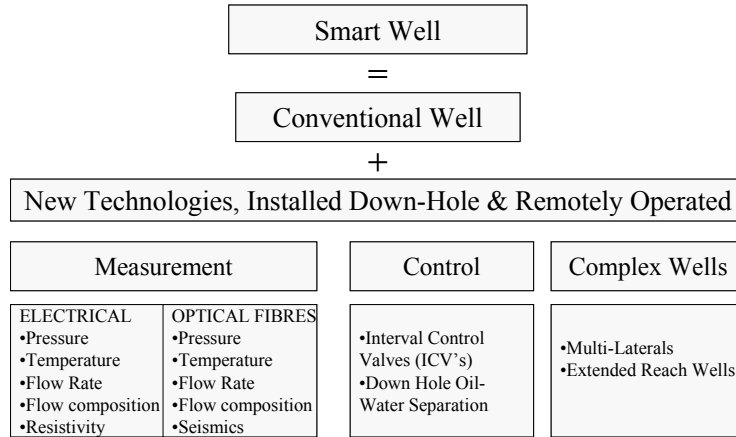 Smart Well
=
Conventional Well
+
New Technologies, Installed Down-Hole & Remotely Operated
Measurement
ELECTRICAL
•Pressure
•Temperature
•Flow Rate
•Flow composition
•Resistivity
OPTICAL FIBRES
•Pressure
•Temperature
•Flow Rate
•Flow composition
•Seismics
Control
•Interval Control
Valves (ICV's)
•Down Hole Oil-
Water Separation
Complex Wells
•Multi-Laterals
•Extended Reach Wells